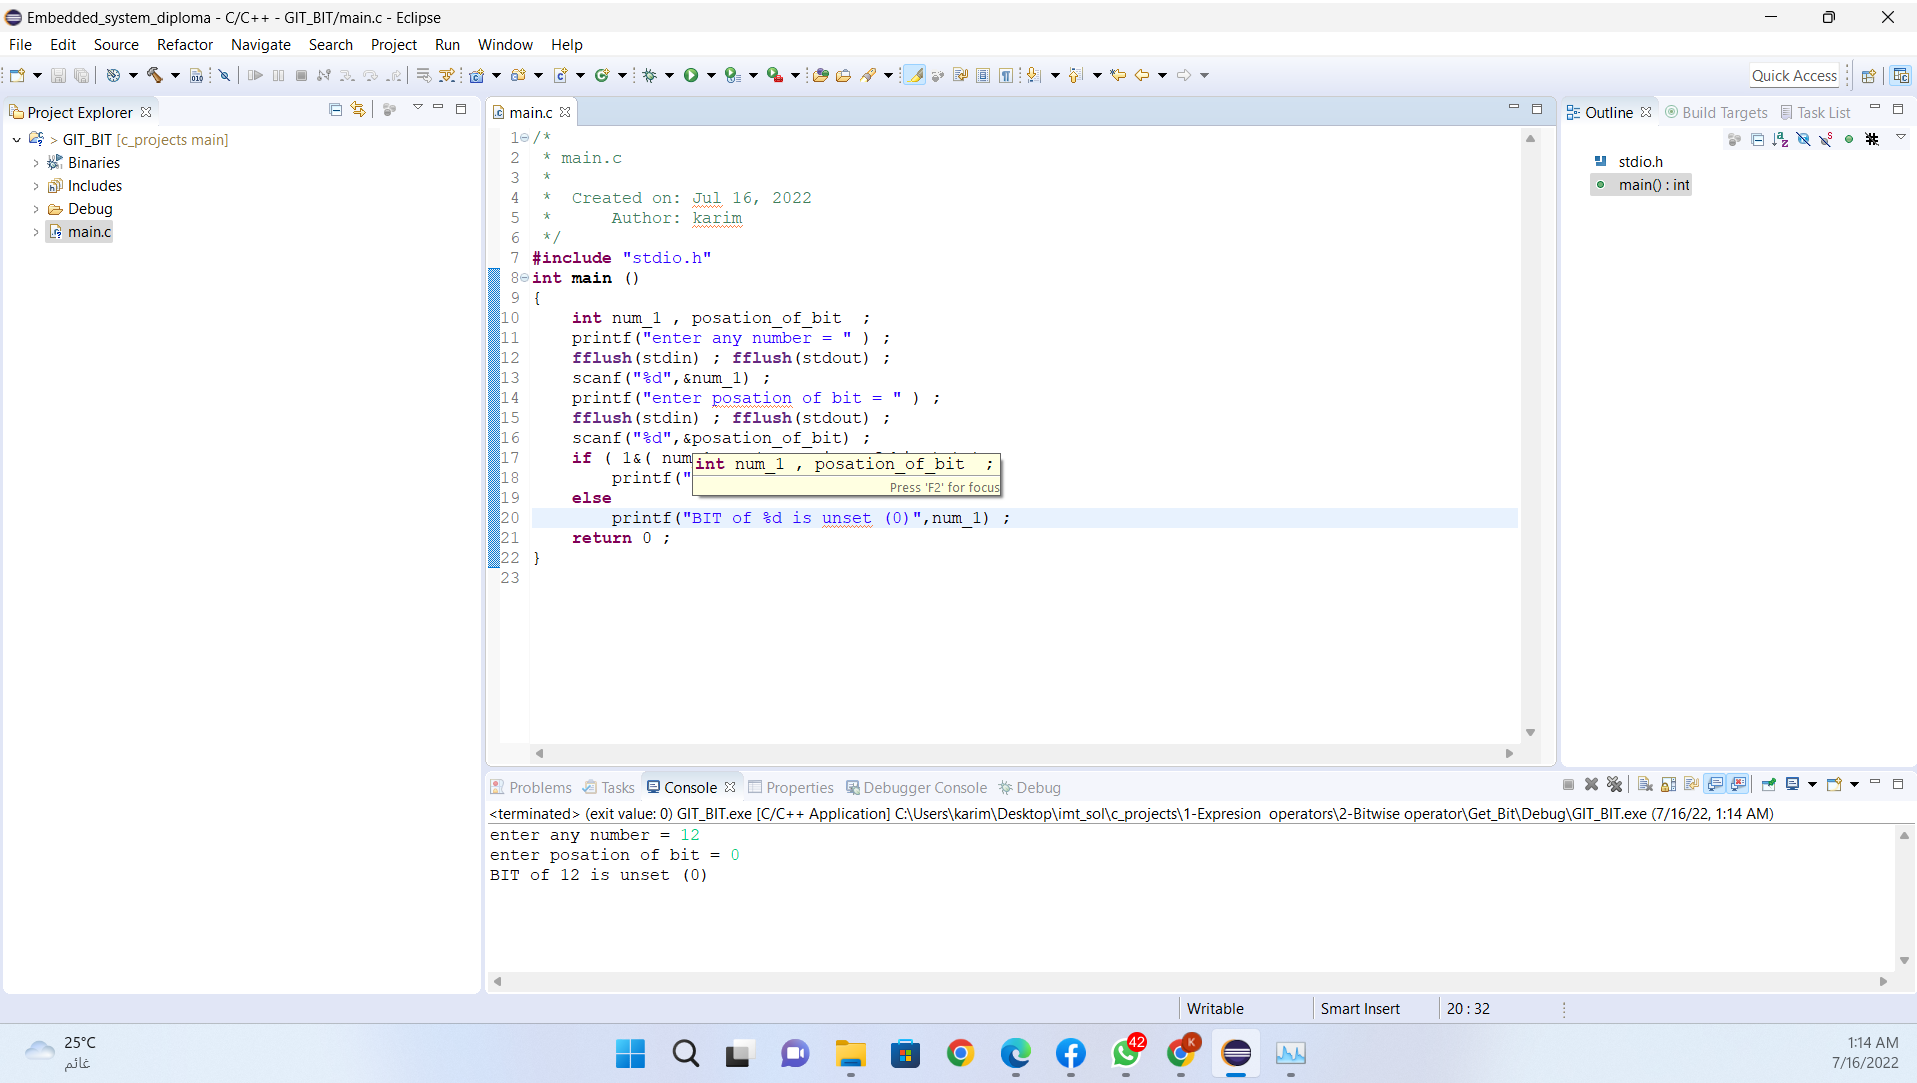 Embedded_system_diploma - C/C++ - GIT_BIT/main.c - Eclipse
File Edit Source Refactor Navigate Search Project Run Window Help
Quick Access
Project Explorer
GIT_BIT [c_projects main]
Binaries
Includes
Debug
main.c
main.c
1 /*
2  * main.c
3  *
4  *  Created on: Jul 16, 2022
5  *      Author: karim
6  */
7 #include "stdio.h"
8 int main ()
9 {
10     int num_1 , posation_of_bit  ;
11     printf("enter any number = " ) ;
12     fflush(stdin) ; fflush(stdout) ;
13     scanf("%d",&num_1) ;
14     printf("enter posation of bit = " ) ;
15     fflush(stdin) ; fflush(stdout) ;
16     scanf("%d",&posation_of_bit) ;
17     if ( 1&( num
int num_1 , posation_of_bit  ;
18         printf("
Press 'F2' for focus
19     else
20         printf("BIT of %d is unset (0)",num_1) ;
21     return 0 ;
22 }
23
Outline Build Targets Task List
stdio.h
main() : int
Problems Tasks Console Properties Debugger Console Debug
<terminated> (exit value: 0) GIT_BIT.exe [C/C++ Application] C:\Users\karim\Desktop\imt_sol\c_projects\1-Expresion operators\2-Bitwise operator\Get_Bit\Debug\GIT_BIT.exe (7/16/22, 1:14 AM)
enter any number = 12
enter posation of bit = 0
BIT of 12 is unset (0)
Writable Smart Insert 20 : 32
25°C
غائم
42
K
1:14 AM
7/16/2022